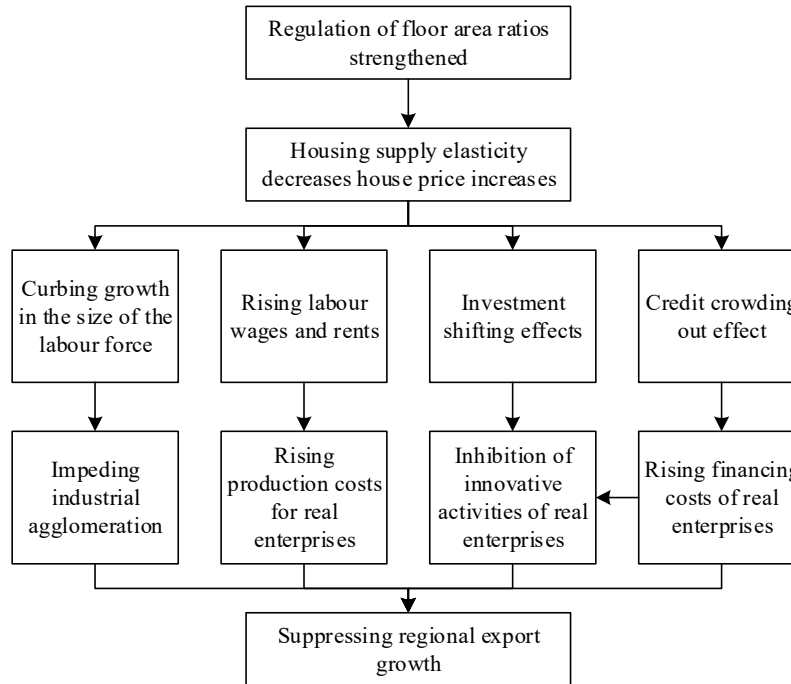 Regulation of floor area ratios
strengthened
Housing supply elasticity
decreases house price increases
Curbing growth
in the size of the
labour force
Rising labour
wages and rents
Investment
shifting effects
Credit crowding
out effect
Impeding
industrial
agglomeration
Rising
production costs
for real
enterprises
Inhibition of
innovative
activities of real
enterprises
Rising financing
costs of real
enterprises
Suppressing regional export
growth